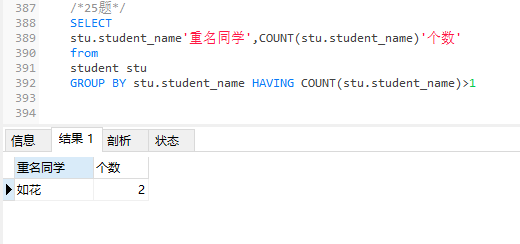 387 /*25题*/
388 SELECT
389 stu.student_name'重名同学',COUNT(stu.student_name)'个数'
390 from
391 student stu
392 GROUP BY stu.student_name HAVING COUNT(stu.student_name)>1
393
394
信息 结果 1 剖析 状态
重名同学 个数
如花 2